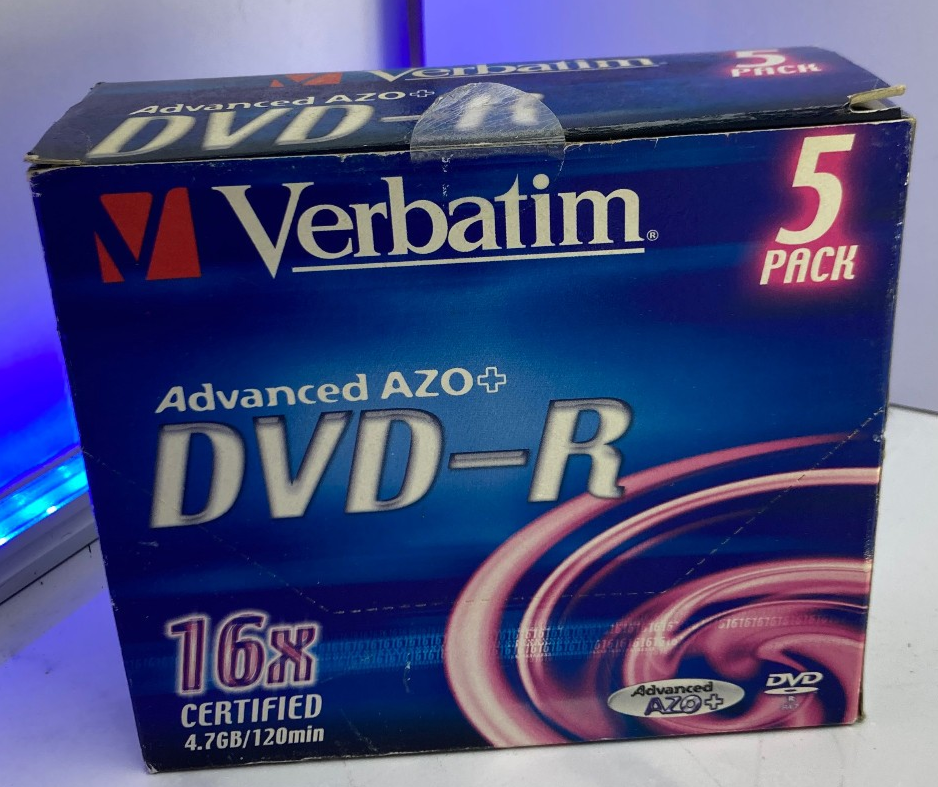 Verbatim
5
PACK
Advanced AZO+
DVD-R
Verbatim®
5
PACK
Advanced AZO+
DVD-R
16x
CERTIFIED
4.7GB/120min
Advanced
AZO+
DVD
R